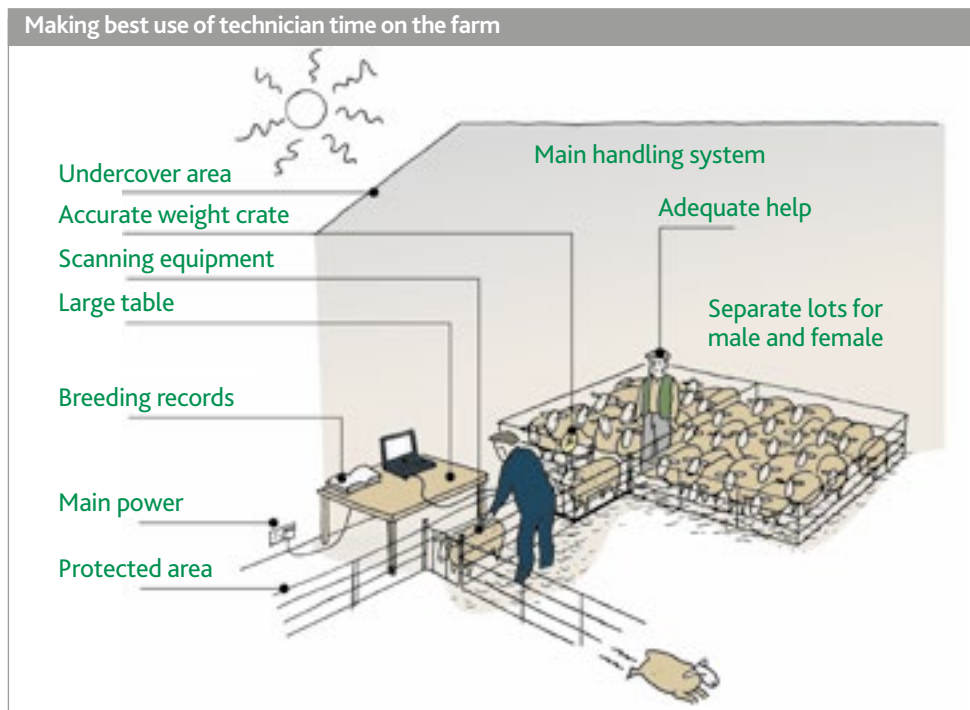 Making best use of technician time on the farm
Main handling system
Undercover area
Accurate weight crate
Adequate help
Scanning equipment
Large table
Separate lots for
male and female
Breeding records
Main power
Protected area